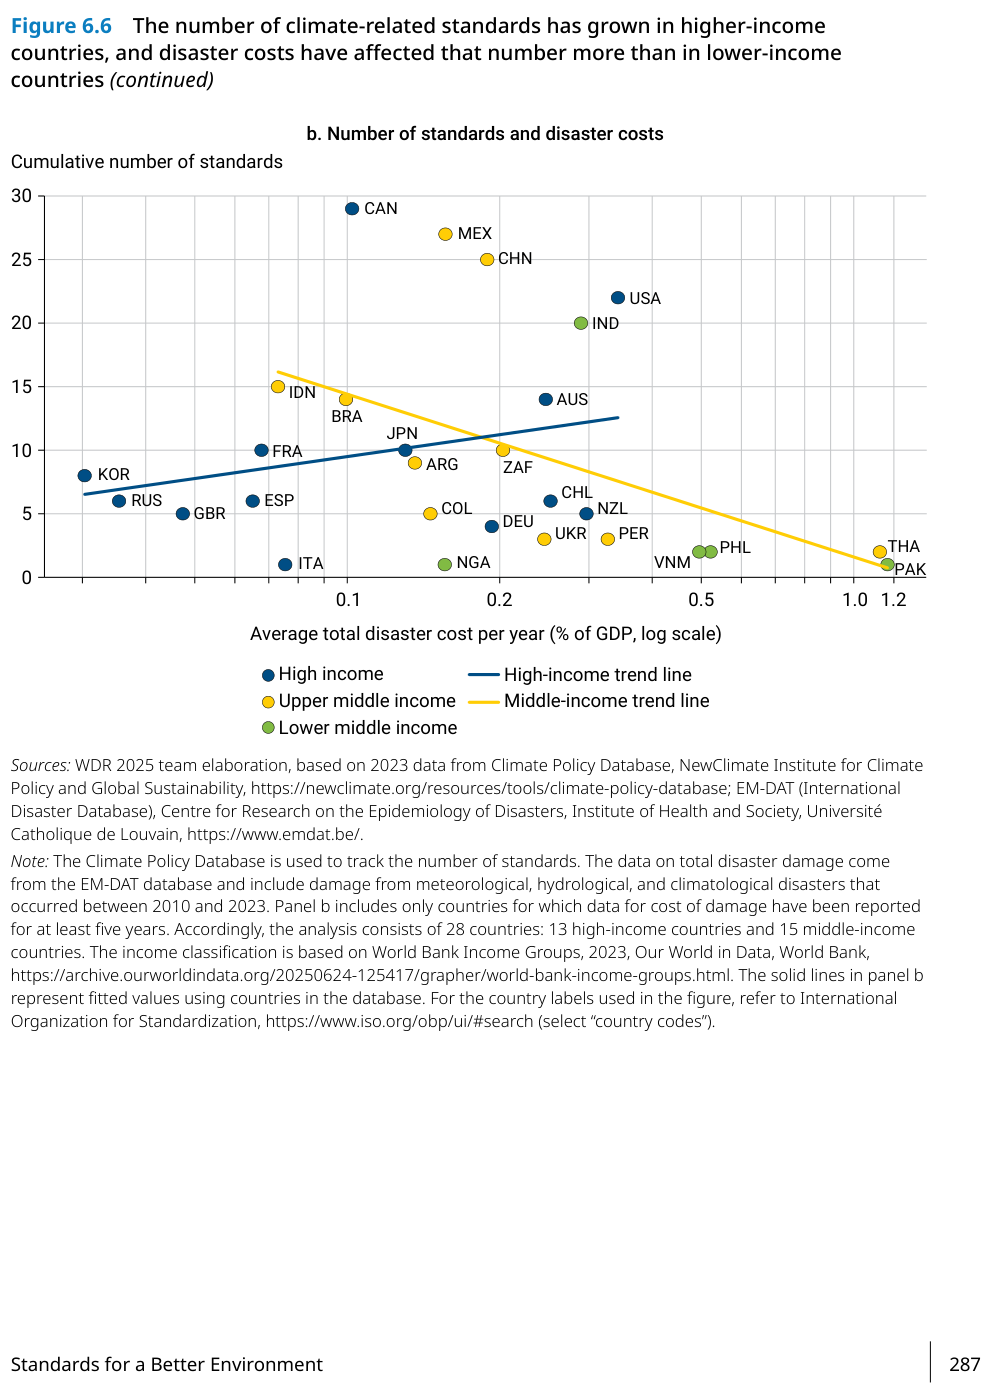 Figure 6.6 The number of climate-related standards has grown in higher-income
countries, and disaster costs have affected that number more than in lower-income
countries (continued)
b. Number of standards and disaster costs
Cumulative number of standards
30
25
20
15
10
5
0
CAN
MEX
CHN
USA
IND
IDN
BRA
AUS
JPN
FRA
ARG
ZAF
KOR
RUS
GBR
ESP
COL
DEU
CHL
NZL
UKR
PER
ITA
NGA
VNM
PHL
THA
PAK
0.1 0.2 0.5 1.0 1.2
Average total disaster cost per year (% of GDP, log scale)
High income
High-income trend line
Upper middle income
Middle-income trend line
Lower middle income
Sources: WDR 2025 team elaboration, based on 2023 data from Climate Policy Database, NewClimate Institute for Climate
Policy and Global Sustainability, https://newclimate.org/resources/tools/climate-policy-database; EM-DAT (International
Disaster Database), Centre for Research on the Epidemiology of Disasters, Institute of Health and Society, Université
Catholique de Louvain, https://www.emdat.be/.
Note: The Climate Policy Database is used to track the number of standards. The data on total disaster damage come
from the EM-DAT database and include damage from meteorological, hydrological, and climatological disasters that
occurred between 2010 and 2023. Panel b includes only countries for which data for cost of damage have been reported
for at least five years. Accordingly, the analysis consists of 28 countries: 13 high-income countries and 15 middle-income
countries. The income classification is based on World Bank Income Groups, 2023, Our World in Data, World Bank,
https://archive.ourworldindata.org/20250624-125417/grapher/world-bank-income-groups.html. The solid lines in panel b
represent fitted values using countries in the database. For the country labels used in the figure, refer to International
Organization for Standardization, https://www.iso.org/obp/ui/#search (select “country codes”).
Standards for a Better Environment
287